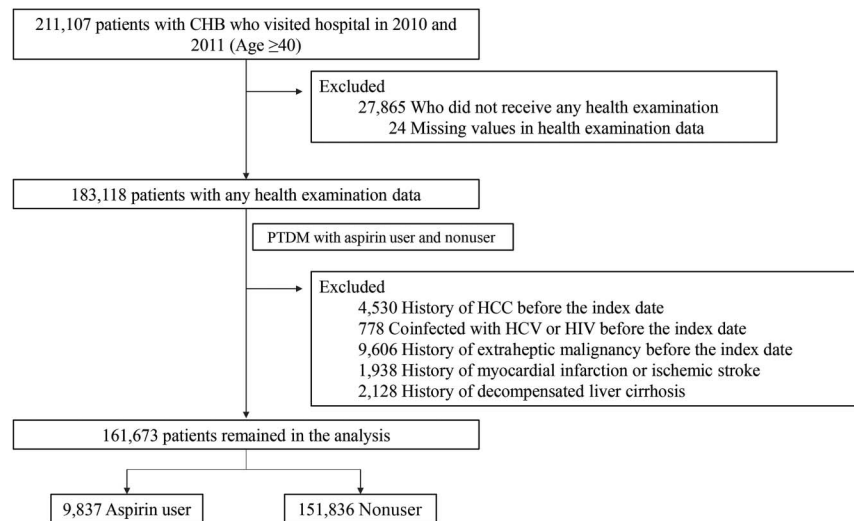 211,107 patients with CHB who visited hospital in 2010 and
2011 (Age ≥40)
Excluded
27,865 Who did not receive any health examination
24 Missing values in health examination data
183,118 patients with any health examination data
PTDM with aspirin user and nonuser
Excluded
4,530 History of HCC before the index date
778 Coinfected with HCV or HIV before the index date
9,606 History of extraheptic malignancy before the index date
1,938 History of myocardial infarction or ischemic stroke
2,128 History of decompensated liver cirrhosis
161,673 patients remained in the analysis
9,837 Aspirin user
151,836 Nonuser